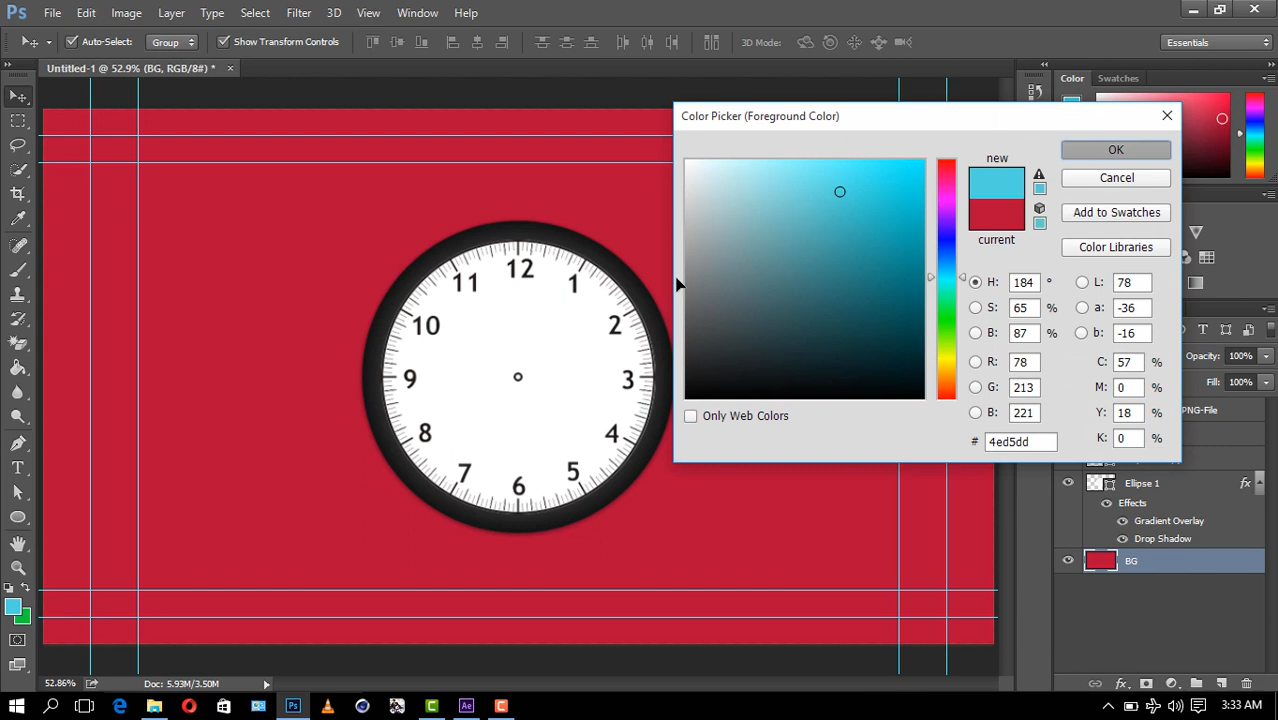 Ps File Edit Image Layer Type Select Filter 3D View Window Help
Auto-Select: Group Show Transform Controls 3D Mode: Essentials
Untitled-1 @ 52.9% (BG, RGB/8#) * ×
Color Swatches
Color Picker (Foreground Color)
new
current
OK
Cancel
Add to Swatches
Color Libraries
H: 184 °
S: 65 %
B: 87 %
R: 78
G: 213
B: 221
L: 78
a: -36
b: -16
C: 57 %
M: 0 %
Y: 18 %
K: 0 %
# 4ed5dd
Only Web Colors
12
11 1
10 2
9 3
8 4
7 5
6
Opacity: 100%
Fill: 100%
PNG-File
Ellipse 1 fx
Effects
Gradient Overlay
Drop Shadow
BG
52.86% Doc: 5.93M/3.50M
3:33 AM